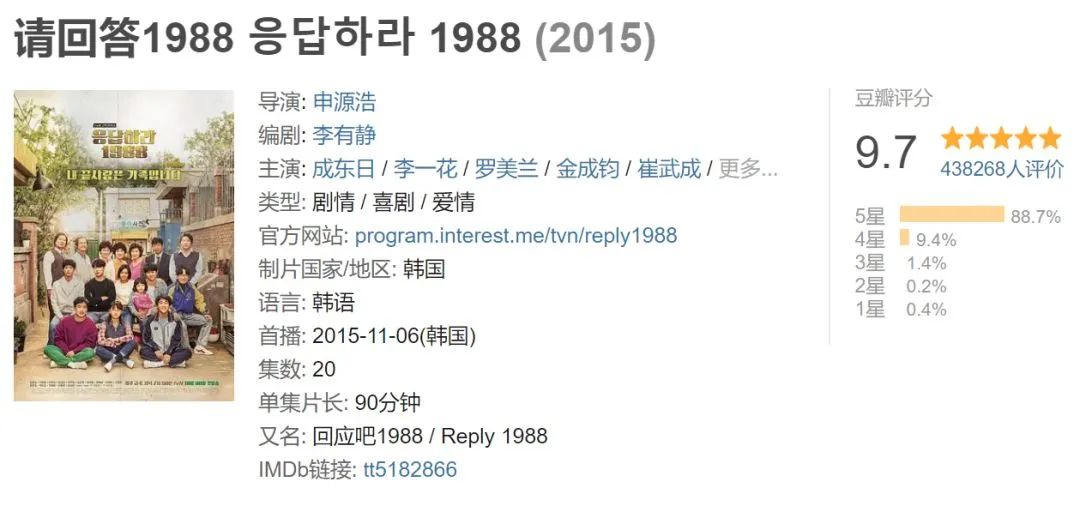 请回答1988 응답하라 1988 (2015)
응답하라
1988
내 끝사랑은 가족입니다
导演: 申源浩
编剧: 李有静
主演: 成东日 / 李一花 / 罗美兰 / 金成钧 / 崔武成 / 更多...
类型: 剧情 / 喜剧 / 爱情
官方网站: program.interest.me/tvn/reply1988
制片国家/地区: 韩国
语言: 韩语
首播: 2015-11-06(韩国)
集数: 20
单集片长: 90分钟
又名: 回应吧1988 / Reply 1988
IMDb链接: tt5182866
豆瓣评分
9.7
438268人评价
5星 88.7%
4星 9.4%
3星 1.4%
2星 0.2%
1星 0.4%